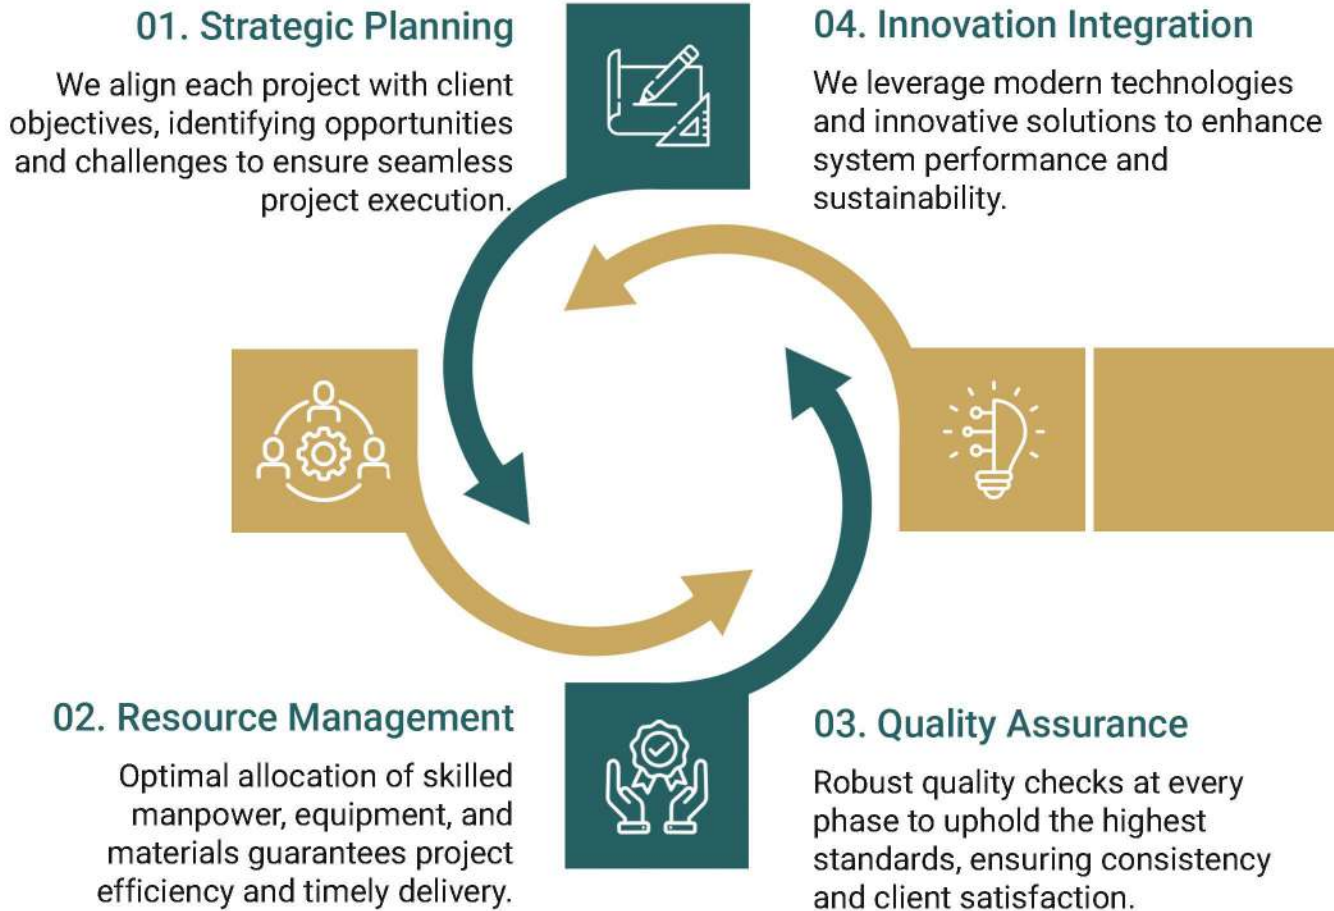 01. Strategic Planning
We align each project with client
objectives, identifying opportunities
and challenges to ensure seamless
project execution.
02. Resource Management
Optimal allocation of skilled
manpower, equipment, and
materials guarantees project
efficiency and timely delivery.
03. Quality Assurance
Robust quality checks at every
phase to uphold the highest
standards, ensuring consistency
and client satisfaction.
04. Innovation Integration
We leverage modern technologies
and innovative solutions to enhance
system performance and
sustainability.